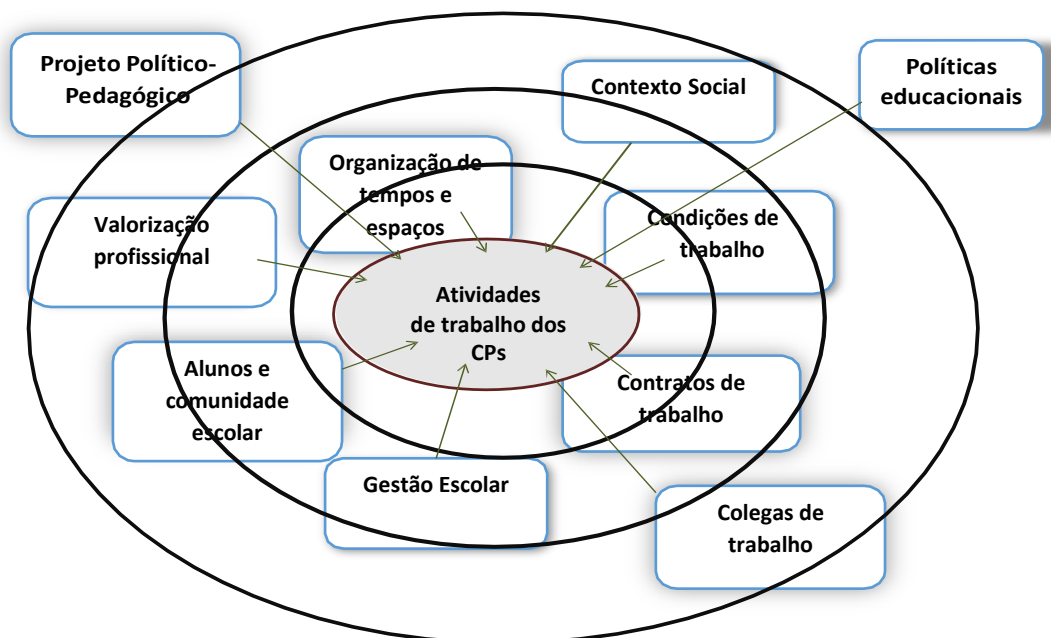 Projeto Político-
Pedagógico
Contexto Social
Políticas
educacionais
Organização de
tempos e
espaços
Valorização
profissional
Condições de
trabalho
Atividades
de trabalho dos
CPs
Alunos e
comunidade
escolar
Contratos de
trabalho
Gestão Escolar
Colegas de
trabalho